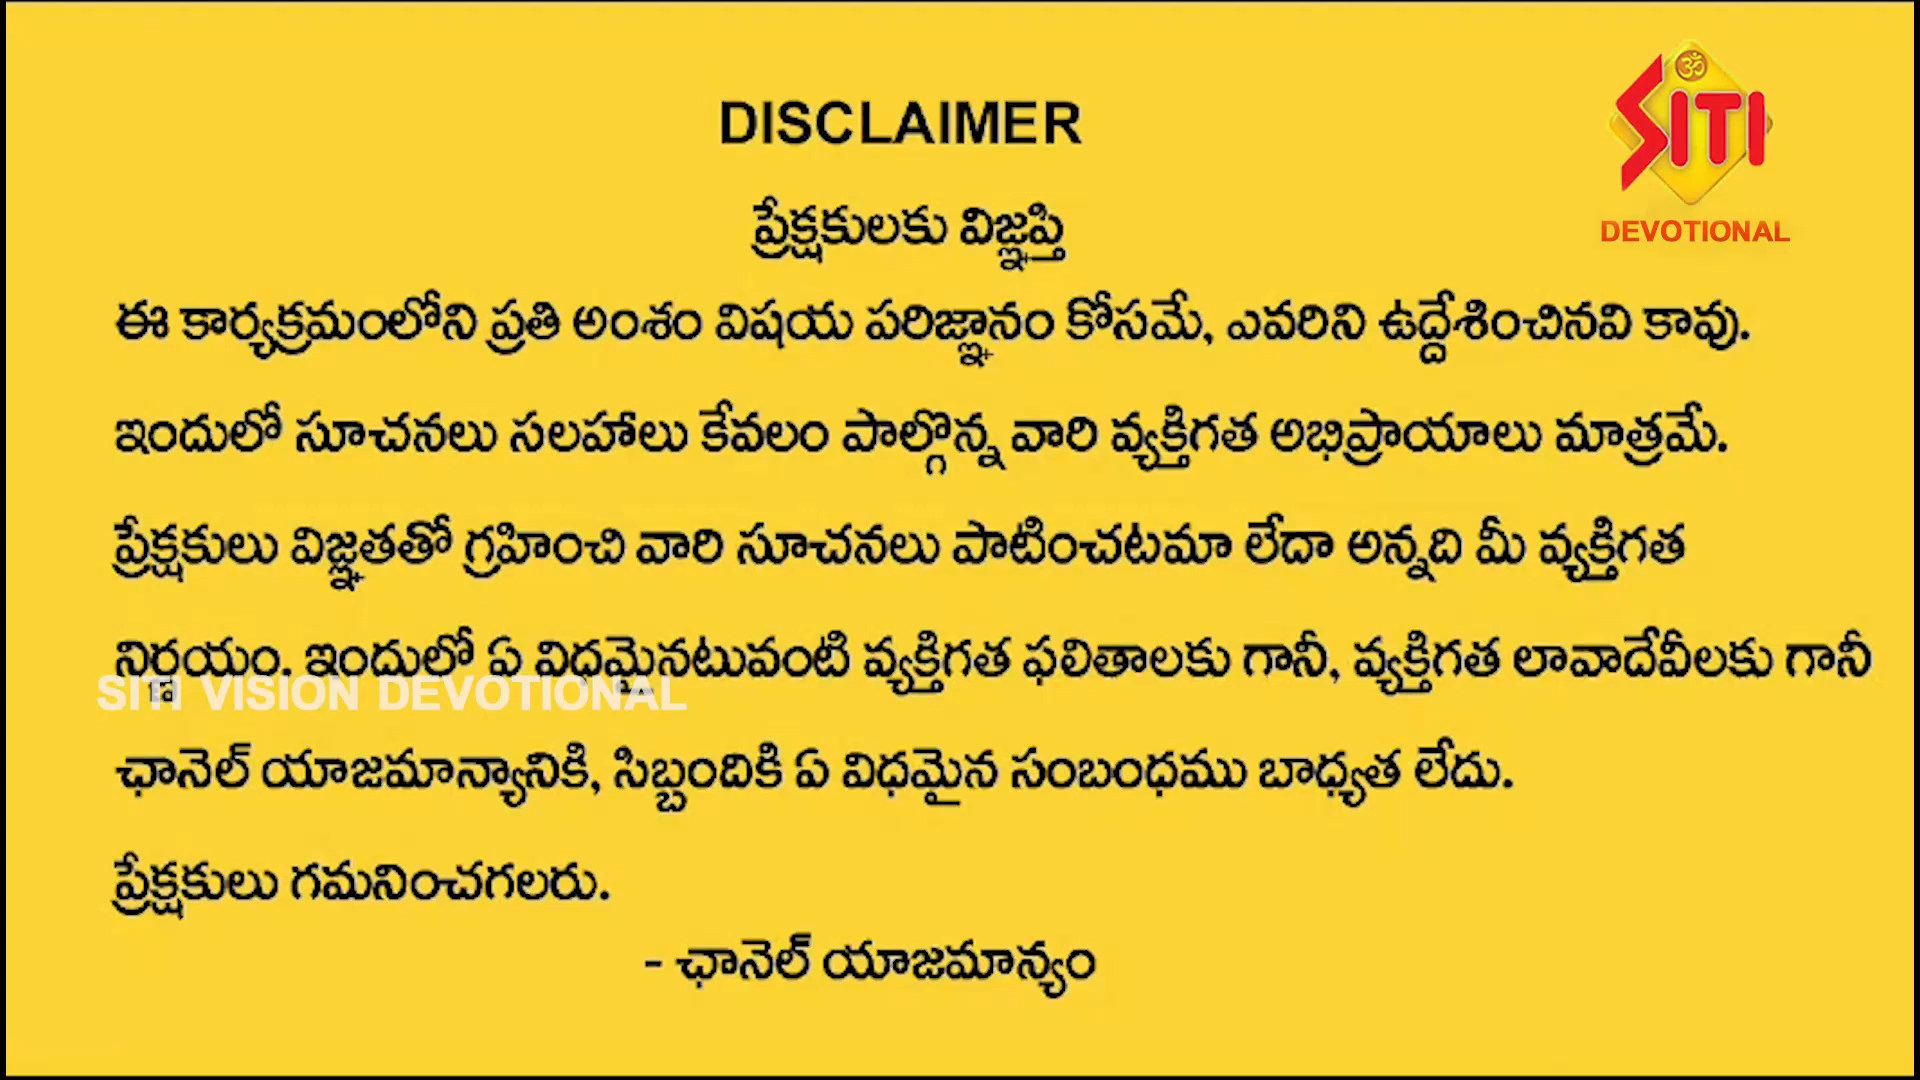 DISCLAIMER
SITI
DEVOTIONAL
ప్రేక్షకులకు విజ్ఞప్తి
ఈ కార్యక్రమంలోని ప్రతి అంశం విషయ పరిజ్ఞానం కోసమే, ఎవరిని ఉద్దేశించినవి కావు.
ఇందులో సూచనలు సలహాలు కేవలం పాల్గొన్న వారి వ్యక్తిగత అభిప్రాయాలు మాత్రమే.
ప్రేక్షకులు విజ్ఞతతో గ్రహించి వారి సూచనలు పాటించటమా లేదా అన్నది మీ వ్యక్తిగత
నిర్ణయం. ఇందులో ఏ విధమైనటువంటి వ్యక్తిగత ఫలితాలకు గానీ, వ్యక్తిగత లావాదేవీలకు గానీ
SITI VISION DEVOTIONAL
ఛానెల్ యాజమాన్యానికి, సిబ్బందికి ఏ విధమైన సంబంధము బాధ్యత లేదు.
ప్రేక్షకులు గమనించగలరు.
- ఛానెల్ యాజమాన్యం